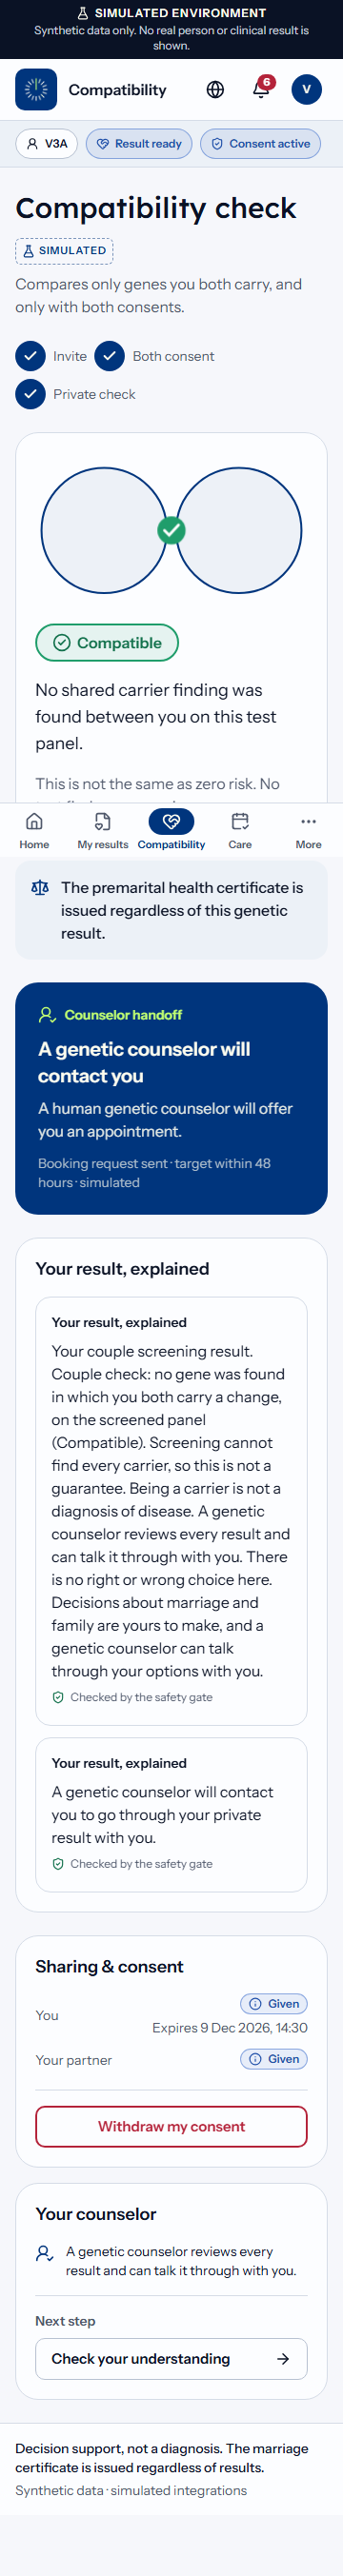 SIMULATED ENVIRONMENT
Synthetic data only. No real person or clinical result is
shown.
Compatibility
6
V
V3A
Result ready
Consent active
Compatibility check
SIMULATED
Compares only genes you both carry, and
only with both consents.
Invite
Both consent
Private check
Compatible
No shared carrier finding was
found between you on this test
panel.
This is not the same as zero risk. No
Home
My results
Compatibility
Care
More
The premarital health certificate is
issued regardless of this genetic
result.
Counselor handoff
A genetic counselor will
contact you
A human genetic counselor will offer
you an appointment.
Booking request sent · target within 48
hours · simulated
Your result, explained
Your result, explained
Your couple screening result.
Couple check: no gene was found
in which you both carry a change,
on the screened panel
(Compatible). Screening cannot
find every carrier, so this is not a
guarantee. Being a carrier is not a
diagnosis of disease. A genetic
counselor reviews every result and
can talk it through with you. There
is no right or wrong choice here.
Decisions about marriage and
family are yours to make, and a
genetic counselor can talk
through your options with you.
Checked by the safety gate
Your result, explained
A genetic counselor will contact
you to go through your private
result with you.
Checked by the safety gate
Sharing & consent
You
Given
Expires 9 Dec 2026, 14:30
Your partner
Given
Withdraw my consent
Your counselor
A genetic counselor reviews every
result and can talk it through with you.
Next step
Check your understanding
Decision support, not a diagnosis. The marriage
certificate is issued regardless of results.
Synthetic data · simulated integrations